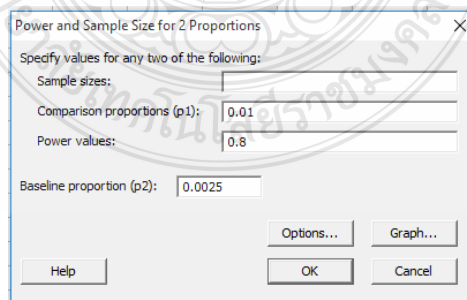 Power and Sample Size for 2 Proportions
Specify values for any two of the following:
Sample sizes:
Comparison proportions (p1): 0.01
Power values: 0.8
Baseline proportion (p2): 0.0025
Options... Graph...
Help OK Cancel